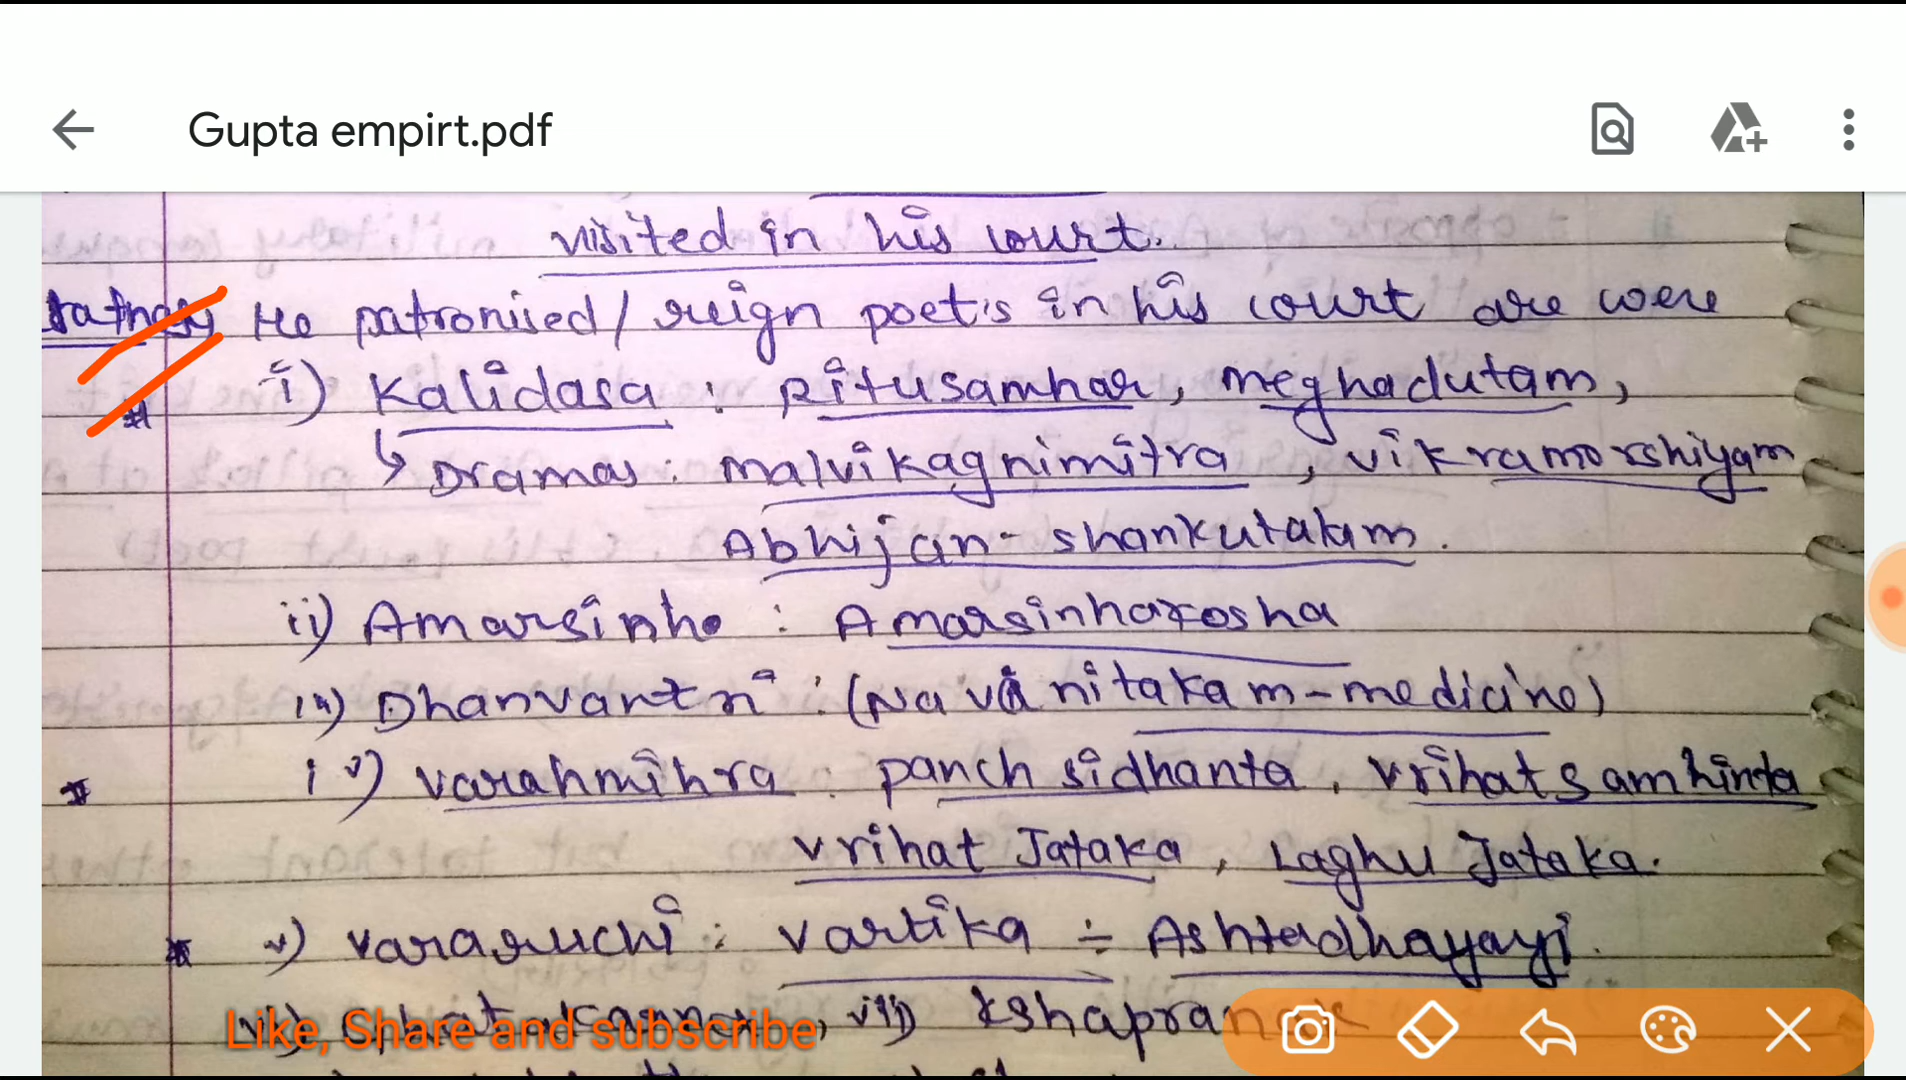 Gupta empirt.pdf
visited in his court.
ratnas He patronised / reign poet's in his court are were
i) Kalidasa : Ritusamhar, meghadutam,
↳ Dramas : malvikagnimitra, vikramorshiyam
Abhijan - shankutalam.
ii) Amarsinha : Amarsinhakosha
iii) Dhanvantri : (Navanitakam - medicine)
iv) varahmihra : panch sidhanta, vrihat samhinta
vrihat Jataka, Laghu Jataka.
v) vararuchi : vartika ÷ Ashtadhayayi.
vii) Kshapranak
Like, Share and subscribe